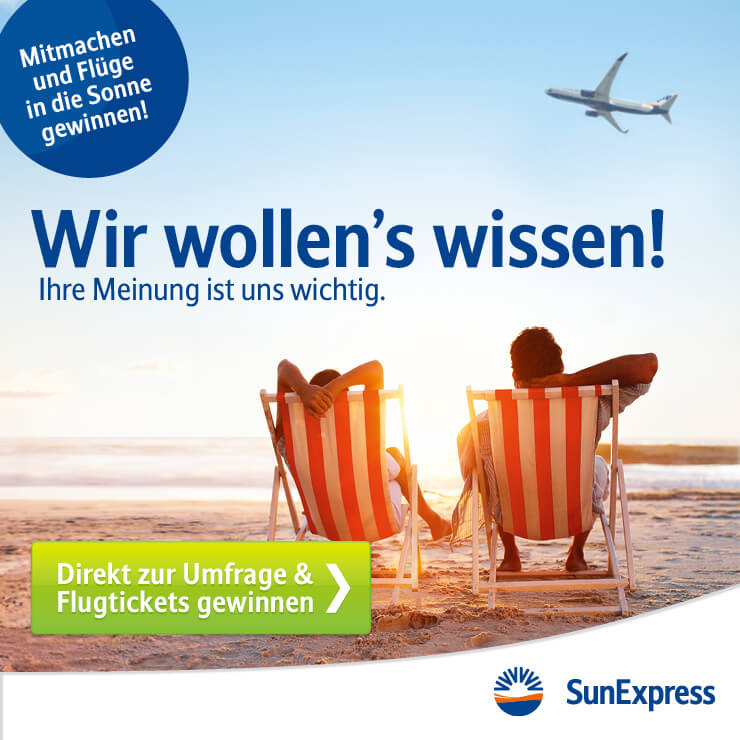 Mitmachen
und Flüge
in die Sonne
gewinnen!
Wir wollen’s wissen!
Ihre Meinung ist uns wichtig.
Direkt zur Umfrage &
Flugtickets gewinnen
SunExpress